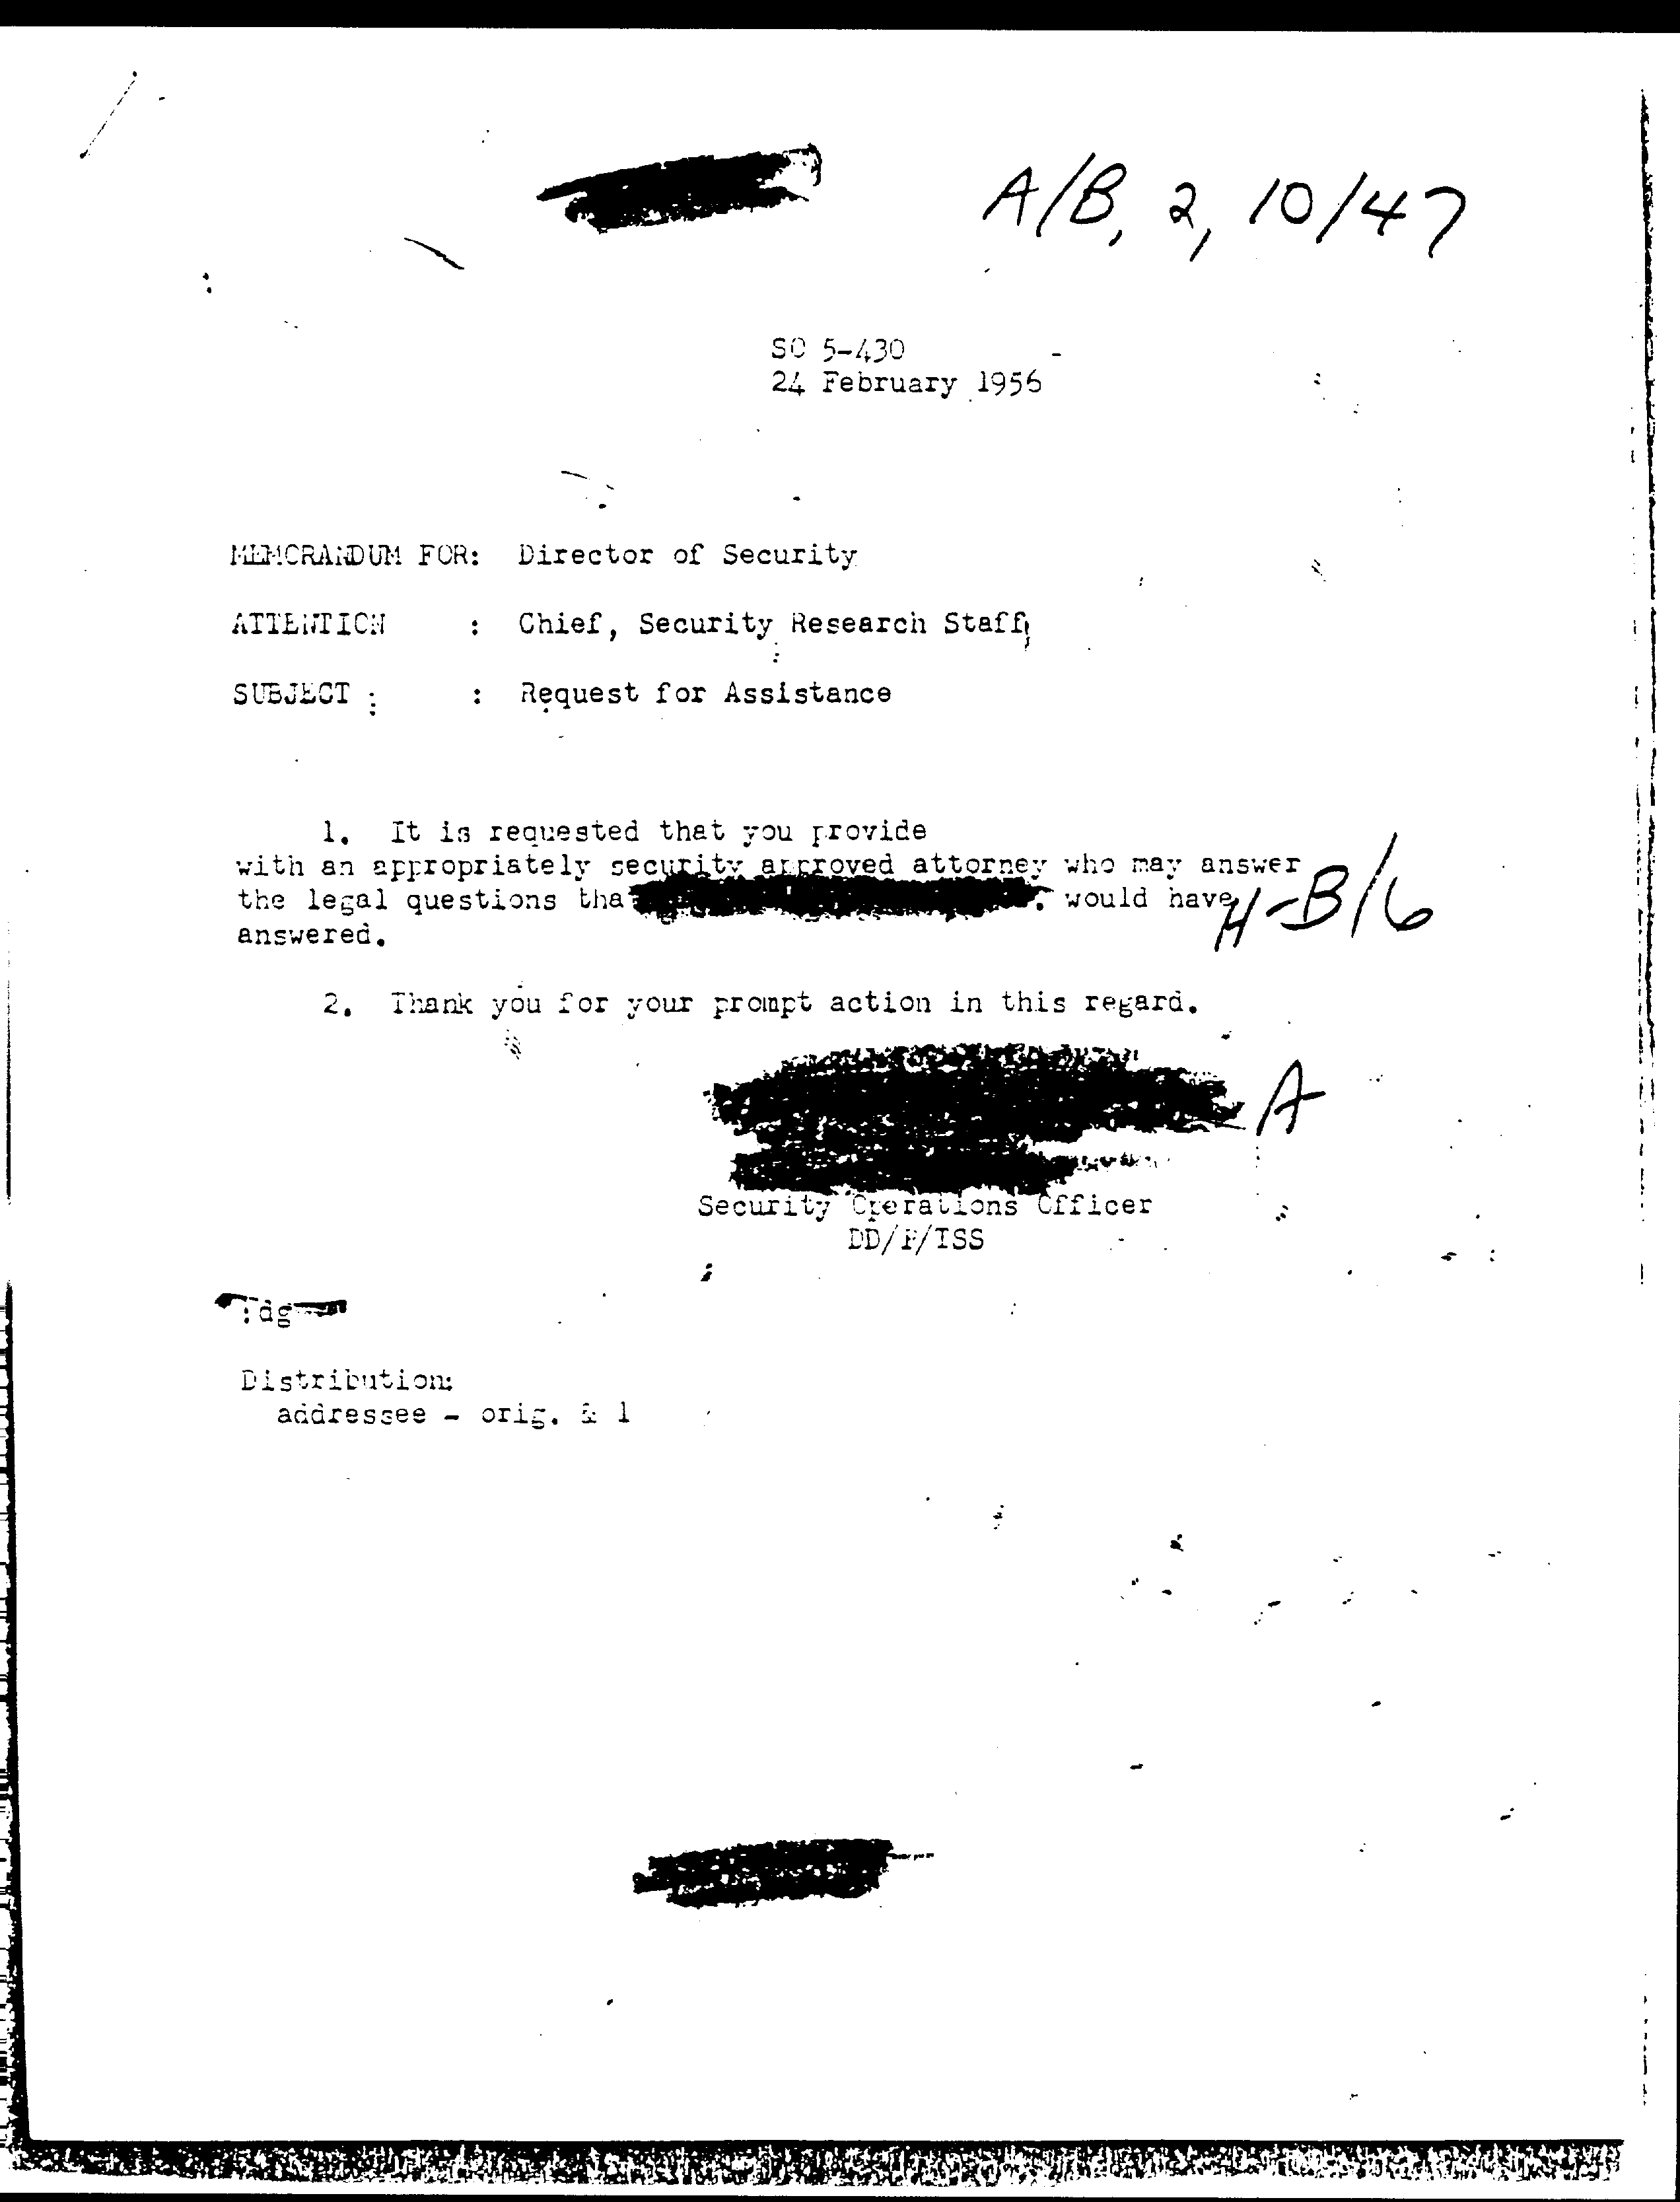 A/B, 2, 10/47
SO 5-430
24 February 1956
MEMORANDUM FOR: Director of Security
ATTENTION : Chief, Security Research Staff
SUBJECT : Request for Assistance
1. It is requested that you provide
with an appropriately security approved attorney who may answer
the legal questions that would have
H-B/6
answered.
2. Thank you for your prompt action in this regard.
A
Security Operations Officer
DD/P/TSS
:dg
Distribution:
addressee - orig. & 1